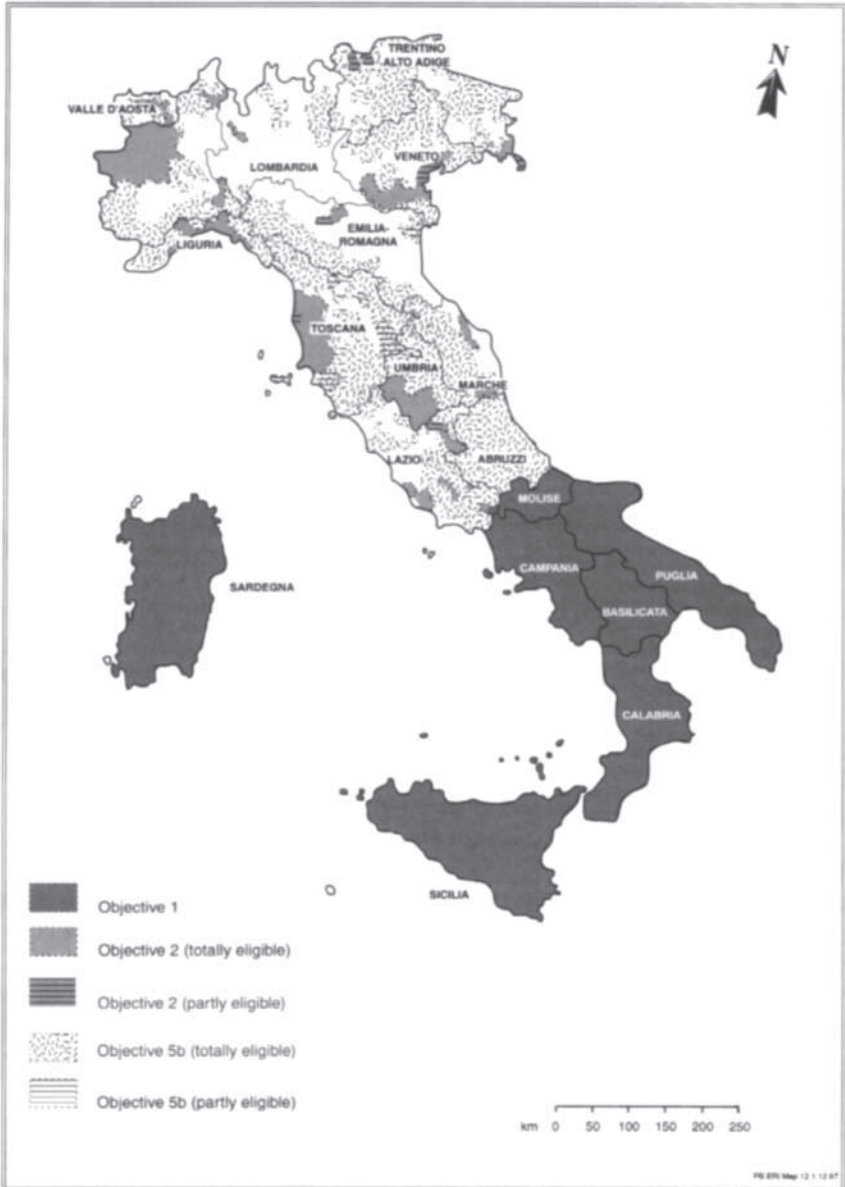 N
TRENTINO
ALTO ADIGE
VALLE D'AOSTA
LOMBARDIA
VENETO
EMILIA-
ROMAGNA
LIGURIA
TOSCANA
UMBRIA
MARCHE
LAZIO
ABRUZZI
MOLISE
CAMPANIA
PUGLIA
BASILICATA
SARDEGNA
CALABRIA
SICILIA
Objective 1
Objective 2 (totally eligible)
Objective 2 (partly eligible)
Objective 5b (totally eligible)
Objective 5b (partly eligible)
km 0 50 100 150 200 250
Map 12